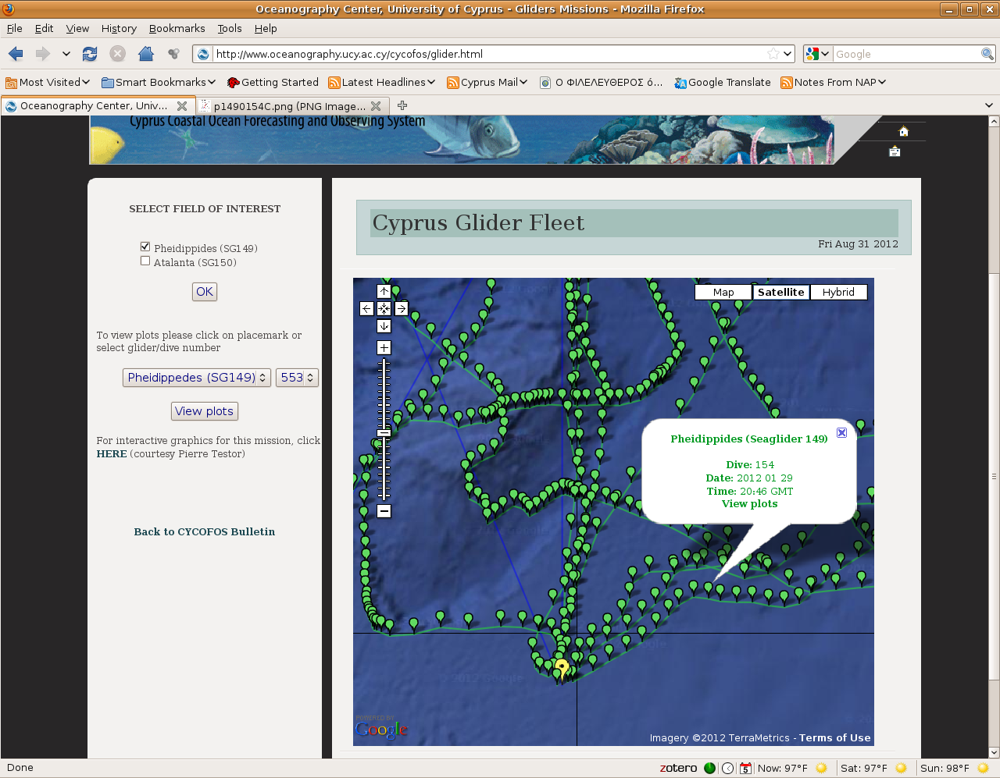 Oceanography Center, University of Cyprus - Gliders Missions - Mozilla Firefox
File Edit View History Bookmarks Tools Help
http://www.oceanography.ucy.ac.cy/cycofos/glider.html
Google
Most Visited Smart Bookmarks Getting Started Latest Headlines Cyprus Mail Ο ΦΙΛΕΛΕΥΘΕΡΟΣ ό... Google Translate Notes From NAP
Oceanography Center, Univ... p1490154C.png (PNG Image...
Cyprus Coastal Ocean Forecasting and Observing System
SELECT FIELD OF INTEREST
Pheidippides (SG149)
Atalanta (SG150)
OK
To view plots please click on placemark or
select glider/dive number
Pheidippedes (SG149) 553
View plots
For interactive graphics for this mission, click
HERE (courtesy Pierre Testor)
Back to CYCOFOS Bulletin
Cyprus Glider Fleet
Fri Aug 31 2012
Map Satellite Hybrid
Pheidippides (Seaglider 149)
Dive: 154
Date: 2012 01 29
Time: 20:46 GMT
View plots
POWERED BY
Google
Imagery ©2012 TerraMetrics - Terms of Use
Done
zotero 5 Now: 97°F Sat: 97°F Sun: 98°F